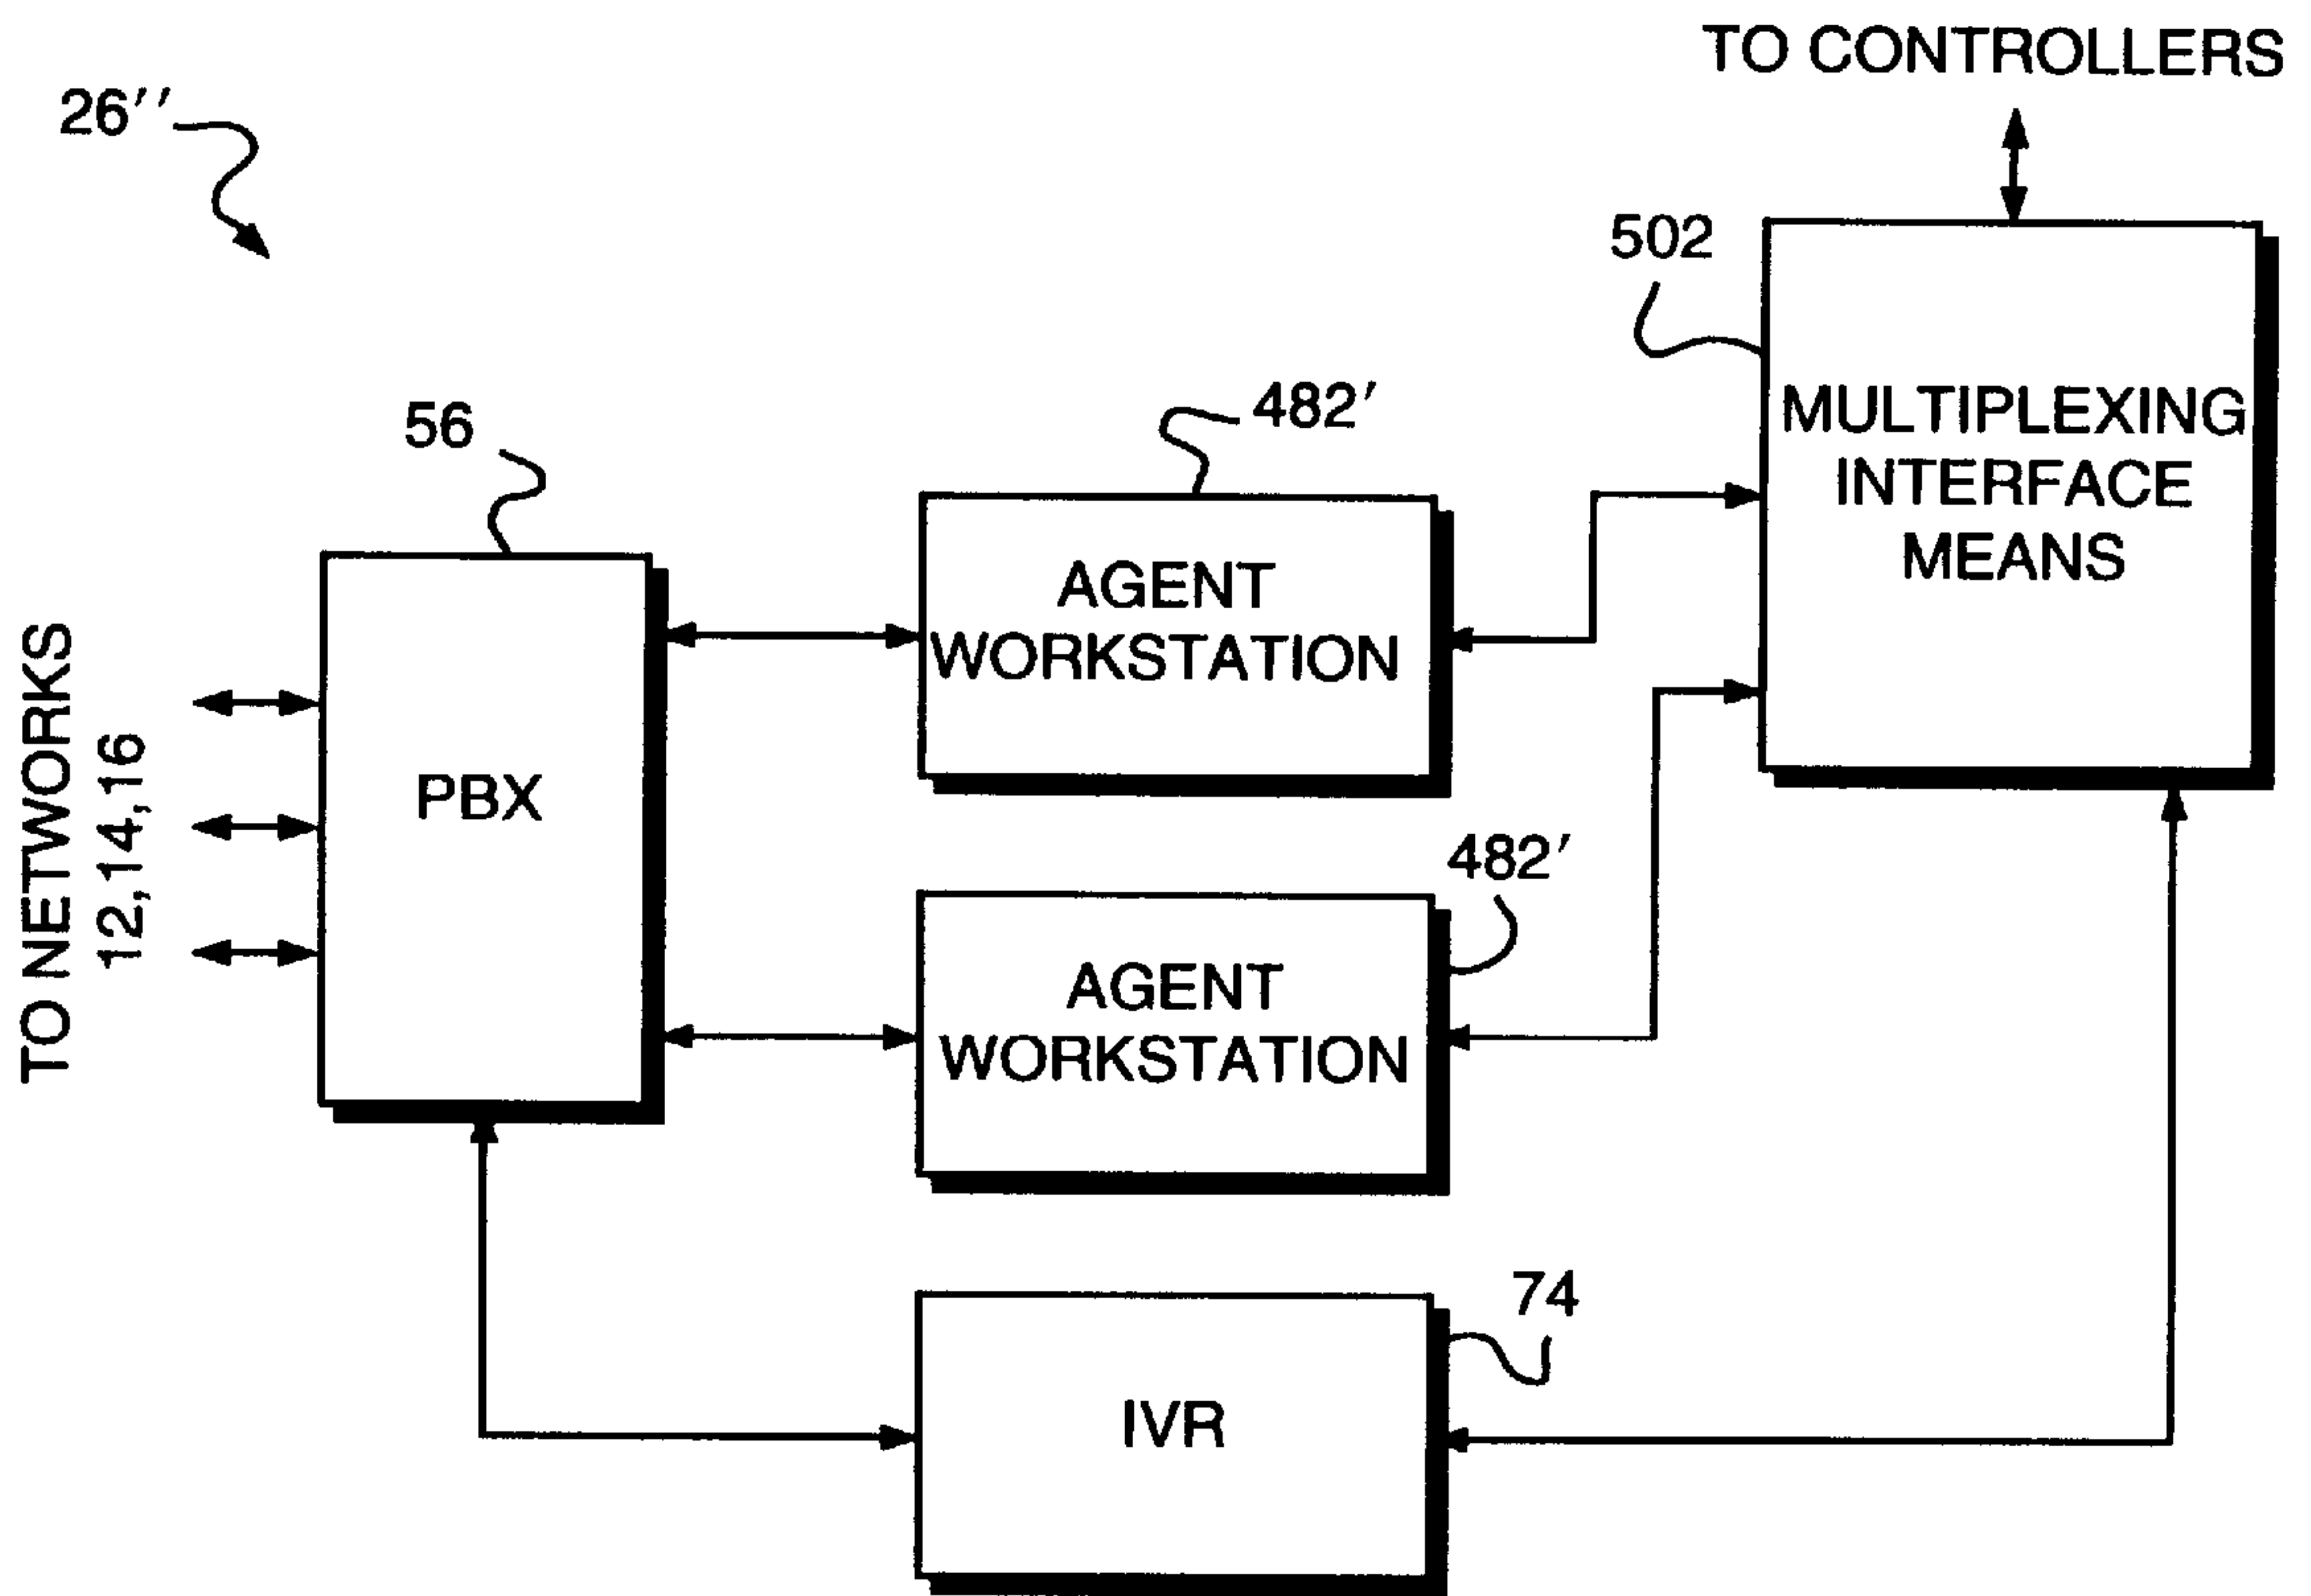 TO CONTROLLERS
26′′
502
482′
56
MULTIPLEXING
INTERFACE
MEANS
AGENT
WORKSTATION
TO NETWORKS
12,14,16
PBX
482′
AGENT
WORKSTATION
74
IVR